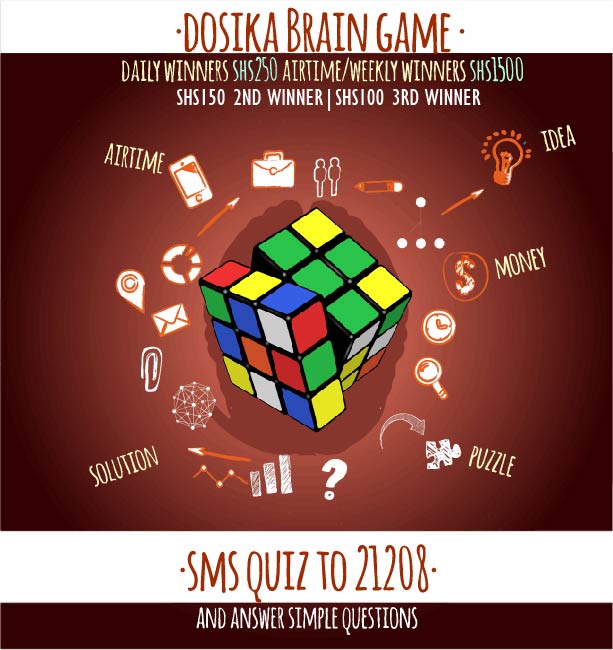 ·DOSIKA BRAIN GAME·
DAILY WINNERS SHS250 AIRTIME/WEEKLY WINNERS SHS1500
SHS150 2ND WINNER|SHS100 3RD WINNER
AIRTIME
IDEA
MONEY
SOLUTION
PUZZLE
·SMS QUIZ TO 21208·
AND ANSWER SIMPLE QUESTIONS